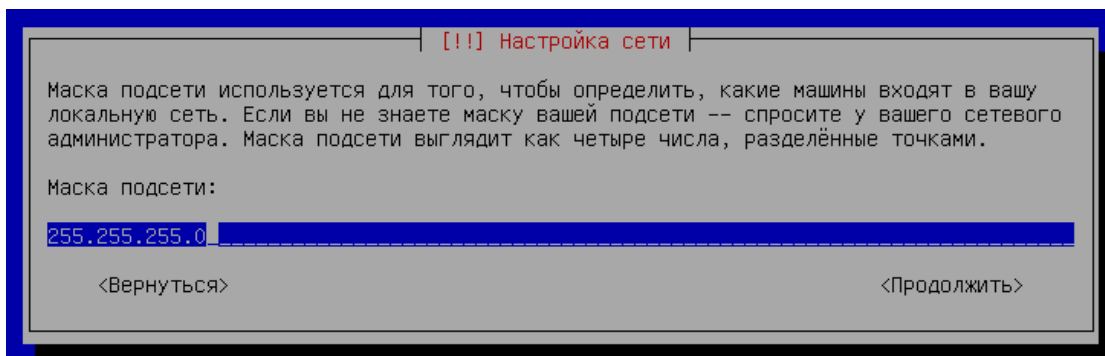 [!!] Настройка сети
Маска подсети используется для того, чтобы определить, какие машины входят в вашу
локальную сеть. Если вы не знаете маску вашей подсети -- спросите у вашего сетевого
администратора. Маска подсети выглядит как четыре числа, разделённые точками.
Маска подсети:
255.255.255.0
<Вернуться> <Продолжить>